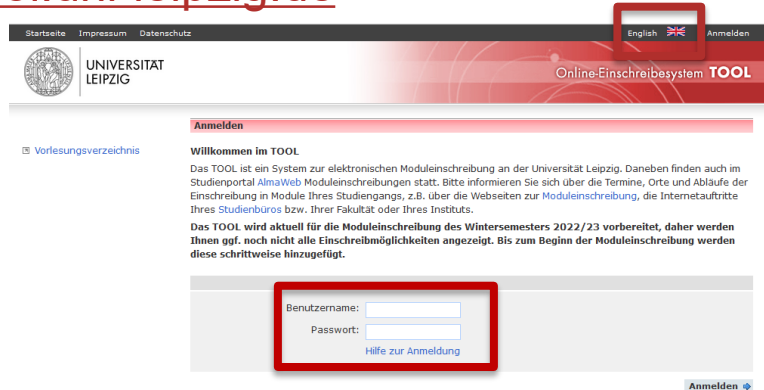 Startseite Impressum Datenschutz English Anmelden
UNIVERSITÄT
LEIPZIG
Online-Einschreibesystem TOOL
Anmelden
Vorlesungsverzeichnis
Willkommen im TOOL
Das TOOL ist ein System zur elektronischen Moduleinschreibung an der Universität Leipzig. Daneben finden auch im
Studienportal AlmaWeb Moduleinschreibungen statt. Bitte informieren Sie sich über die Termine, Orte und Abläufe der
Einschreibung in Module Ihres Studiengangs, z.B. über die Webseiten zur Moduleinschreibung, die Internetauftritte
Ihres Studienbüros bzw. Ihrer Fakultät oder Ihres Instituts.
Das TOOL wird aktuell für die Moduleinschreibung des Wintersemesters 2022/23 vorbereitet, daher werden
Ihnen ggf. noch nicht alle Einschreibmöglichkeiten angezeigt. Bis zum Beginn der Moduleinschreibung werden
diese schrittweise hinzugefügt.
Benutzername:
Passwort:
Hilfe zur Anmeldung
Anmelden